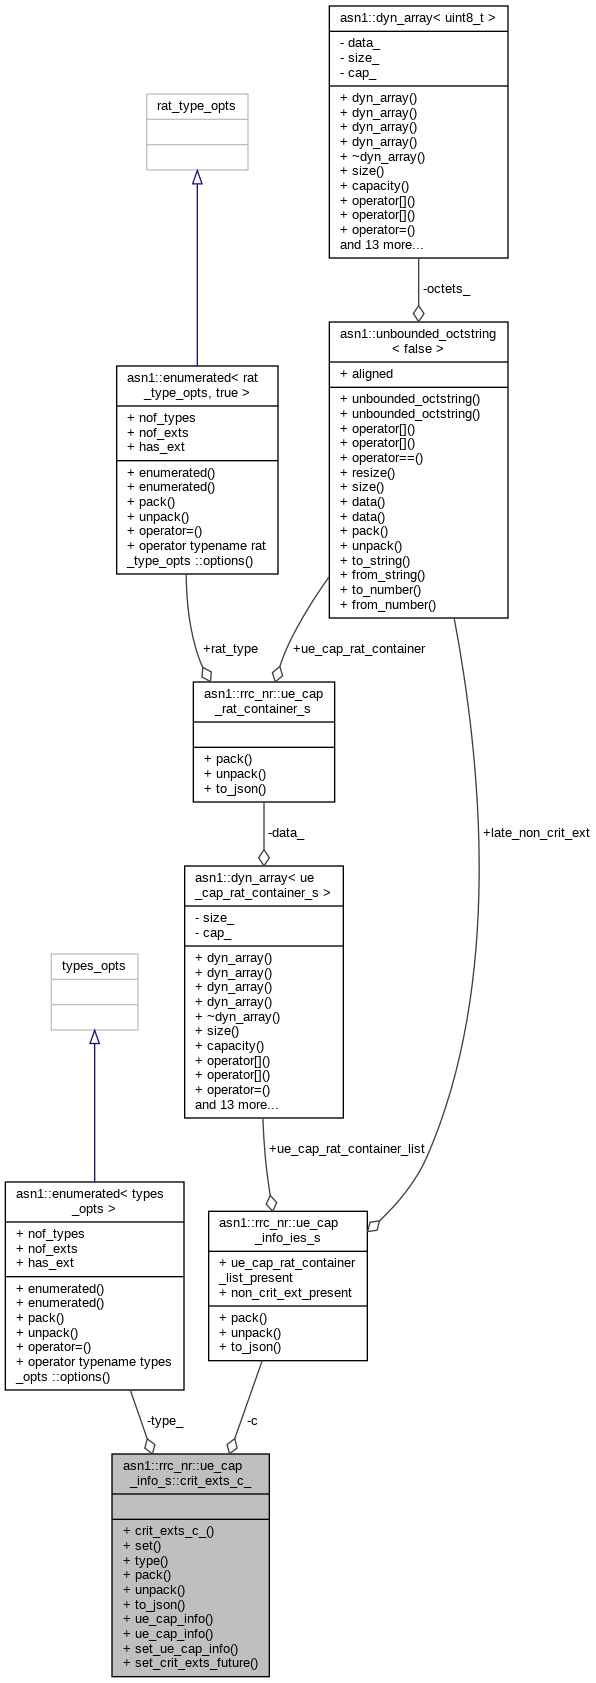 asn1::dyn_array< uint8_t >
- data_
- size_
- cap_
+ dyn_array()
+ dyn_array()
+ dyn_array()
+ dyn_array()
+ ~dyn_array()
+ size()
+ capacity()
+ operator[]()
+ operator[]()
+ operator=()
and 13 more...
rat_type_opts
-octets_
asn1::unbounded_octstring
< false >
+ aligned
+ unbounded_octstring()
+ unbounded_octstring()
+ operator[]()
+ operator[]()
+ operator==()
+ resize()
+ size()
+ data()
+ data()
+ pack()
+ unpack()
+ to_string()
+ from_string()
+ to_number()
+ from_number()
asn1::enumerated< rat
_type_opts, true >
+ nof_types
+ nof_exts
+ has_ext
+ enumerated()
+ enumerated()
+ pack()
+ unpack()
+ operator=()
+ operator typename rat
_type_opts ::options()
+rat_type
+ue_cap_rat_container
asn1::rrc_nr::ue_cap
_rat_container_s
+ pack()
+ unpack()
+ to_json()
-data_
+late_non_crit_ext
asn1::dyn_array< ue
_cap_rat_container_s >
- size_
- cap_
+ dyn_array()
+ dyn_array()
+ dyn_array()
+ dyn_array()
+ ~dyn_array()
+ size()
+ capacity()
+ operator[]()
+ operator[]()
+ operator=()
and 13 more...
types_opts
+ue_cap_rat_container_list
asn1::enumerated< types
_opts >
+ nof_types
+ nof_exts
+ has_ext
+ enumerated()
+ enumerated()
+ pack()
+ unpack()
+ operator=()
+ operator typename types
_opts ::options()
asn1::rrc_nr::ue_cap
_info_ies_s
+ ue_cap_rat_container
_list_present
+ non_crit_ext_present
+ pack()
+ unpack()
+ to_json()
-type_
-c
asn1::rrc_nr::ue_cap
_info_s::crit_exts_c_
+ crit_exts_c_()
+ set()
+ type()
+ pack()
+ unpack()
+ to_json()
+ ue_cap_info()
+ ue_cap_info()
+ set_ue_cap_info()
+ set_crit_exts_future()